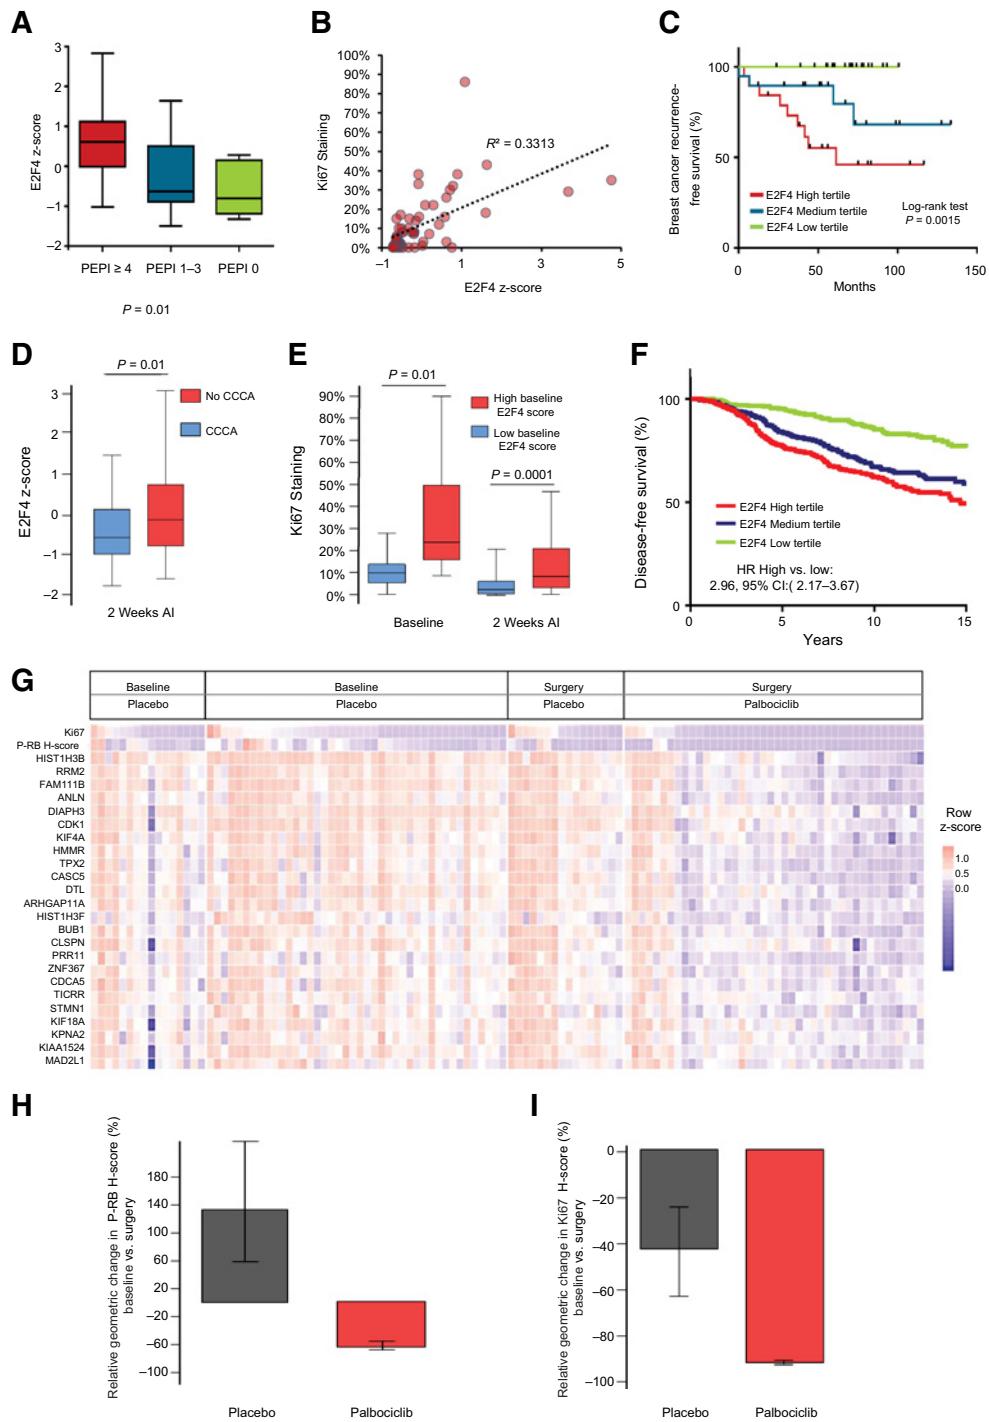 A
E2F4 z-score
3
2
1
0
−1
−2
PEPI ≥ 4
PEPI 1–3
PEPI 0
P = 0.01
B
Ki67 Staining
100%
90%
80%
70%
60%
50%
40%
30%
20%
10%
0%
R² = 0.3313
−1
1
3
5
E2F4 z-score
C
Breast cancer recurrence-
free survival (%)
100
50
0
E2F4 High tertile
E2F4 Medium tertile
E2F4 Low tertile
Log-rank test
P = 0.0015
0
50
100
150
Months
D
E2F4 z-score
3
2
1
0
−1
−2
P = 0.01
No CCCA
CCCA
2 Weeks AI
E
Ki67 Staining
90%
80%
70%
60%
50%
40%
30%
20%
10%
0%
P = 0.01
High baseline
E2F4 score
Low baseline
E2F4 score
P = 0.0001
Baseline
2 Weeks AI
F
Disease-free survival (%)
100
50
0
E2F4 High tertile
E2F4 Medium tertile
E2F4 Low tertile
HR High vs. low:
2.96, 95% CI:( 2.17–3.67)
0
5
10
15
Years
G
Baseline
Baseline
Surgery
Surgery
Placebo
Placebo
Placebo
Palbociclib
Ki67
P-RB H-score
HIST1H3B
RRM2
FAM111B
ANLN
DIAPH3
CDK1
KIF4A
HMMR
TPX2
CASC5
DTL
ARHGAP11A
HIST1H3F
BUB1
CLSPN
PRR11
ZNF367
CDCA5
TICRR
STMN1
KIF18A
KPNA2
KIAA1524
MAD2L1
Row
z-score
1.0
0.5
0.0
H
Relative geometric change in P-RB H-score (%)
baseline vs. surgery
180
140
100
60
20
−20
−60
−100
Placebo
Palbociclib
I
Relative geometric change in Ki67 H-score (%)
baseline vs. surgery
0
−20
−40
−60
−80
−100
Placebo
Palbociclib